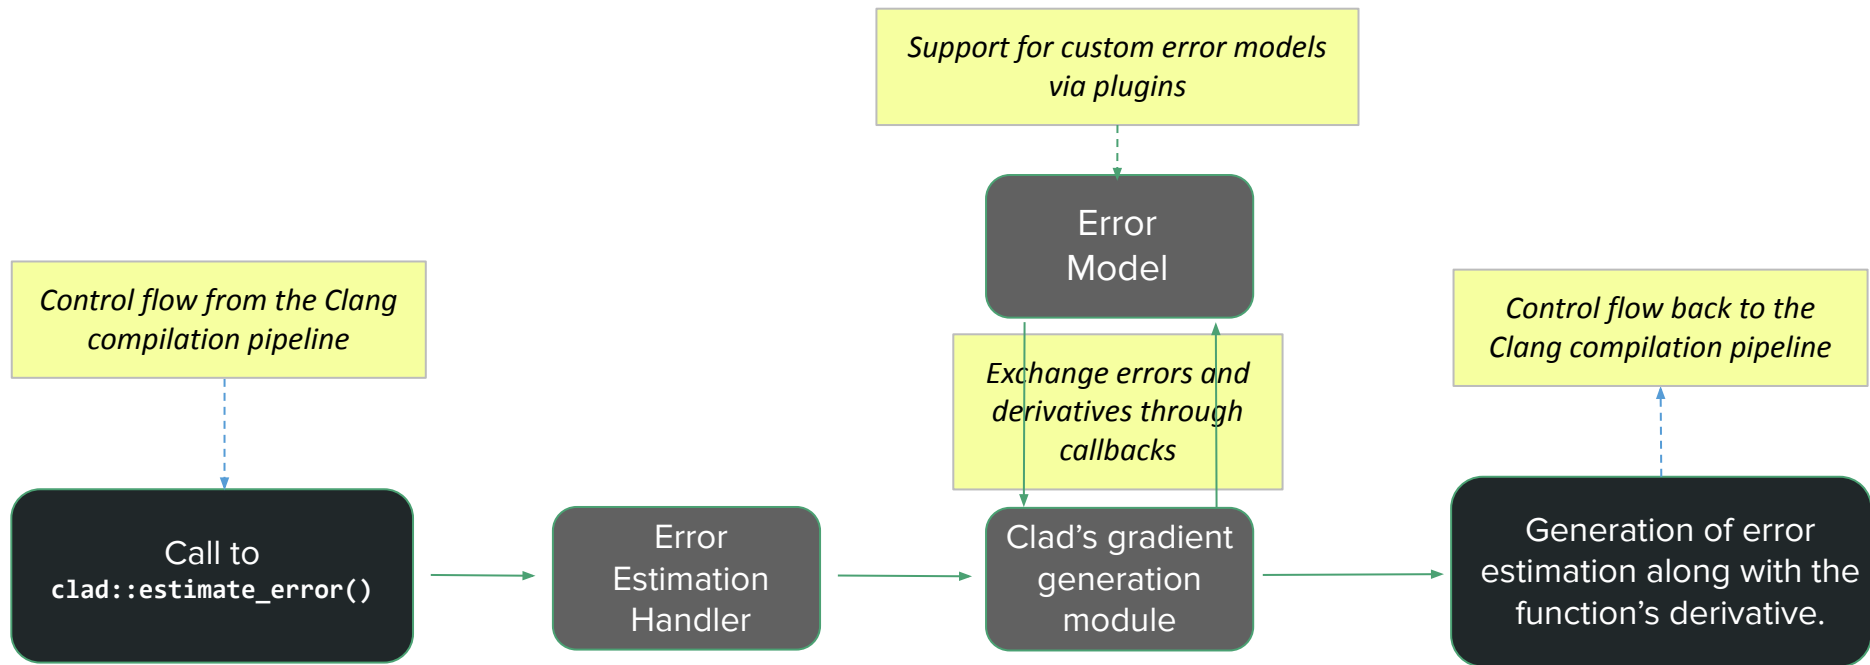 Support for custom error models
via plugins
Error
Model
Control flow from the Clang
compilation pipeline
Control flow back to the
Clang compilation pipeline
Exchange errors and
derivatives through
callbacks
Call to
clad::estimate_error()
Error
Estimation
Handler
Clad’s gradient
generation
module
Generation of error
estimation along with the
function’s derivative.